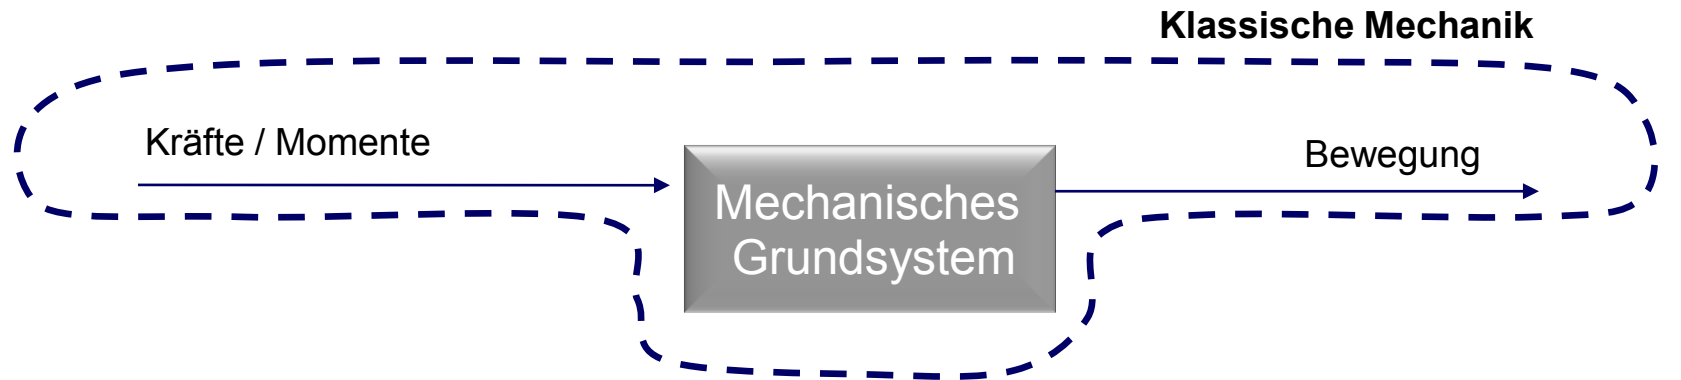 Klassische Mechanik
Kräfte / Momente
Bewegung
Mechanisches
Grundsystem